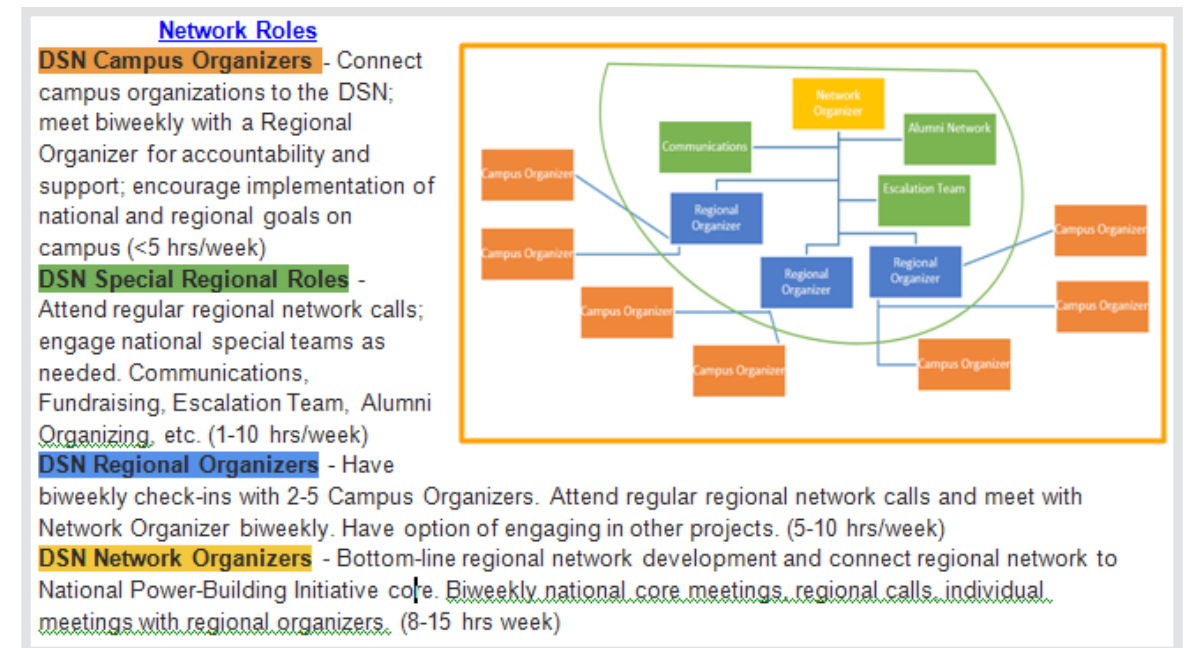 Network Roles
DSN Campus Organizers - Connect
campus organizations to the DSN;
meet biweekly with a Regional
Organizer for accountability and
support; encourage implementation of
national and regional goals on
campus (<5 hrs/week)
DSN Special Regional Roles -
Attend regular regional network calls;
engage national special teams as
needed. Communications,
Fundraising, Escalation Team, Alumni
Organizing, etc. (1-10 hrs/week)
DSN Regional Organizers - Have
biweekly check-ins with 2-5 Campus Organizers. Attend regular regional network calls and meet with
Network Organizer biweekly. Have option of engaging in other projects. (5-10 hrs/week)
DSN Network Organizers - Bottom-line regional network development and connect regional network to
National Power-Building Initiative core. Biweekly national core meetings, regional calls, individual
meetings with regional organizers. (8-15 hrs week)
Network
Organizer
Alumni Network
Communications
Campus Organizer
Escalation Team
Regional
Organizer
Campus Organizer
Campus Organizer
Regional
Organizer
Regional
Organizer
Campus Organizer
Campus Organizer
Campus Organizer
Campus Organizer